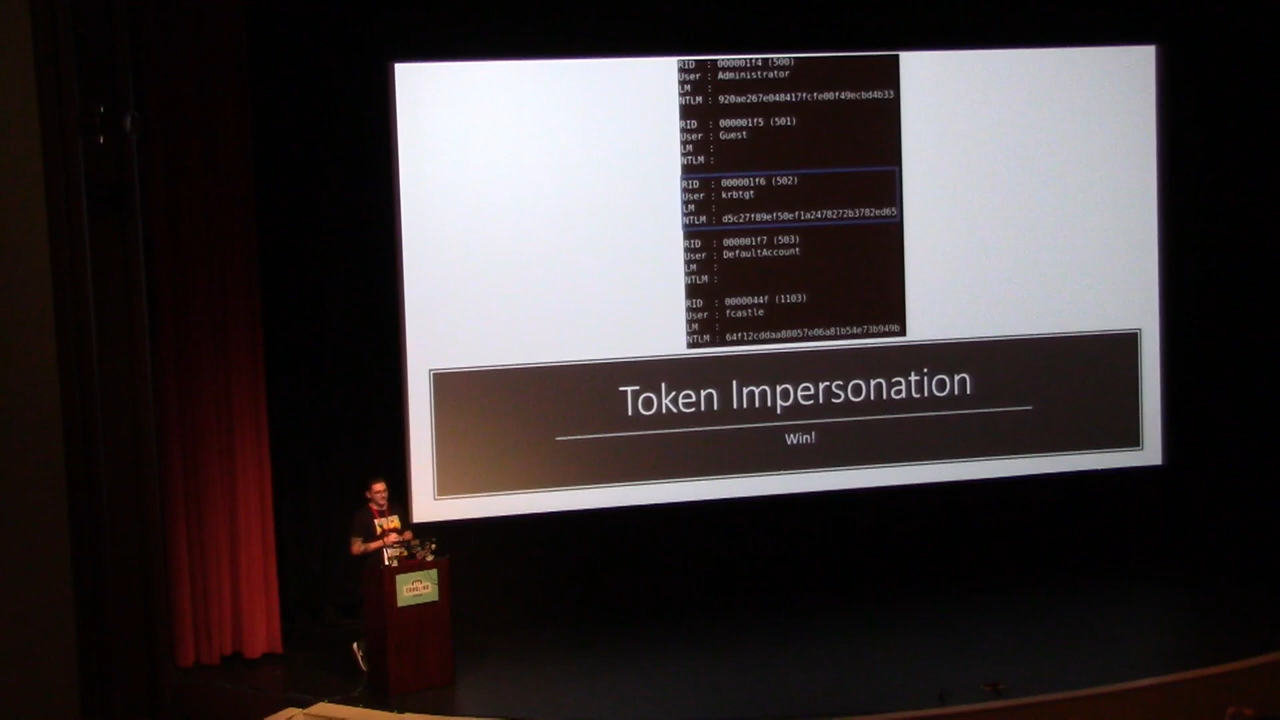 RID : 000001f4 (500)
User : Administrator
LM :
NTLM : 920ae267e048417fcfe00f49ecbd4b33
RID : 000001f5 (501)
User : Guest
LM :
NTLM :
RID : 000001f6 (502)
User : krbtgt
LM :
NTLM : d5c27f89ef50ef1a2478272b3782ed65
RID : 000001f7 (503)
User : DefaultAccount
LM :
NTLM :
RID : 0000044f (1103)
User : fcastle
LM :
NTLM : 64f12cddaa88057e06a81b54e73b949b
Token Impersonation
Win!